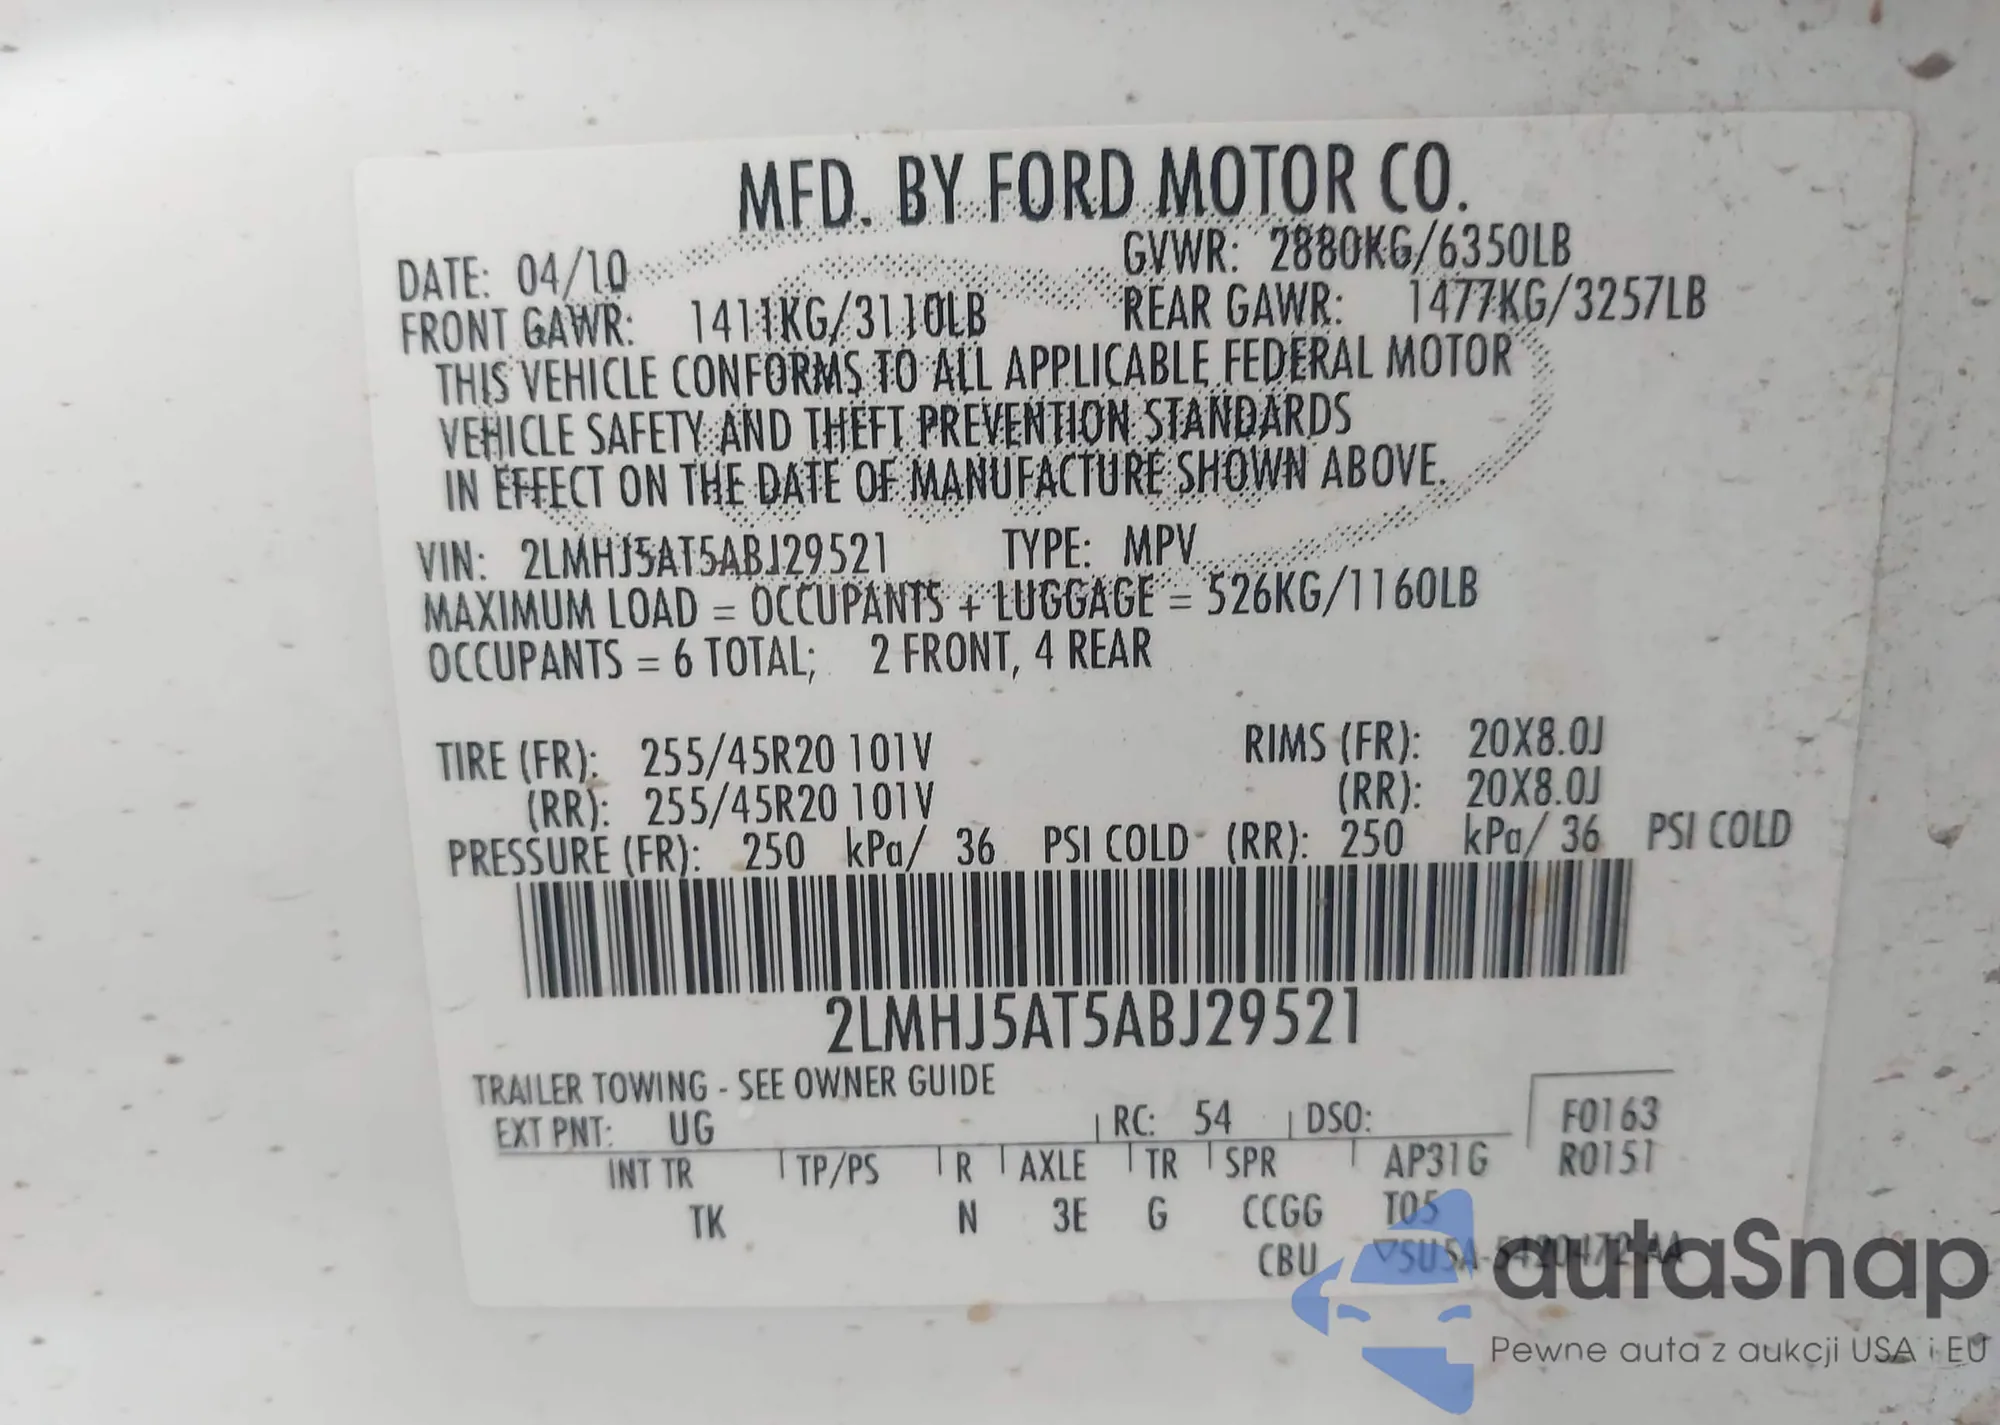 MFD. BY FORD MOTOR CO.
DATE: 04/10 GVWR: 2880KG/6350LB
FRONT GAWR: 1411KG/3110LB REAR GAWR: 1477KG/3257LB
THIS VEHICLE CONFORMS TO ALL APPLICABLE FEDERAL MOTOR
VEHICLE SAFETY AND THEFT PREVENTION STANDARDS
IN EFFECT ON THE DATE OF MANUFACTURE SHOWN ABOVE.
VIN: 2LMHJ5AT5ABJ29521 TYPE: MPV
MAXIMUM LOAD = OCCUPANTS + LUGGAGE = 526KG/1160LB
OCCUPANTS = 6 TOTAL; 2 FRONT, 4 REAR
TIRE (FR): 255/45R20 101V RIMS (FR): 20X8.0J
(RR): 255/45R20 101V (RR): 20X8.0J
PRESSURE (FR): 250 kPa/ 36 PSI COLD (RR): 250 kPa/ 36 PSI COLD
2LMHJ5AT5ABJ29521
TRAILER TOWING - SEE OWNER GUIDE
EXT PNT: UG RC: 54 DSO: F0163
INT TR TP/PS R AXLE TR SPR AP31G R0151
TK N 3E G CCGG T05
CBU
autaSnap
Pewne auta z aukcji USA i EU